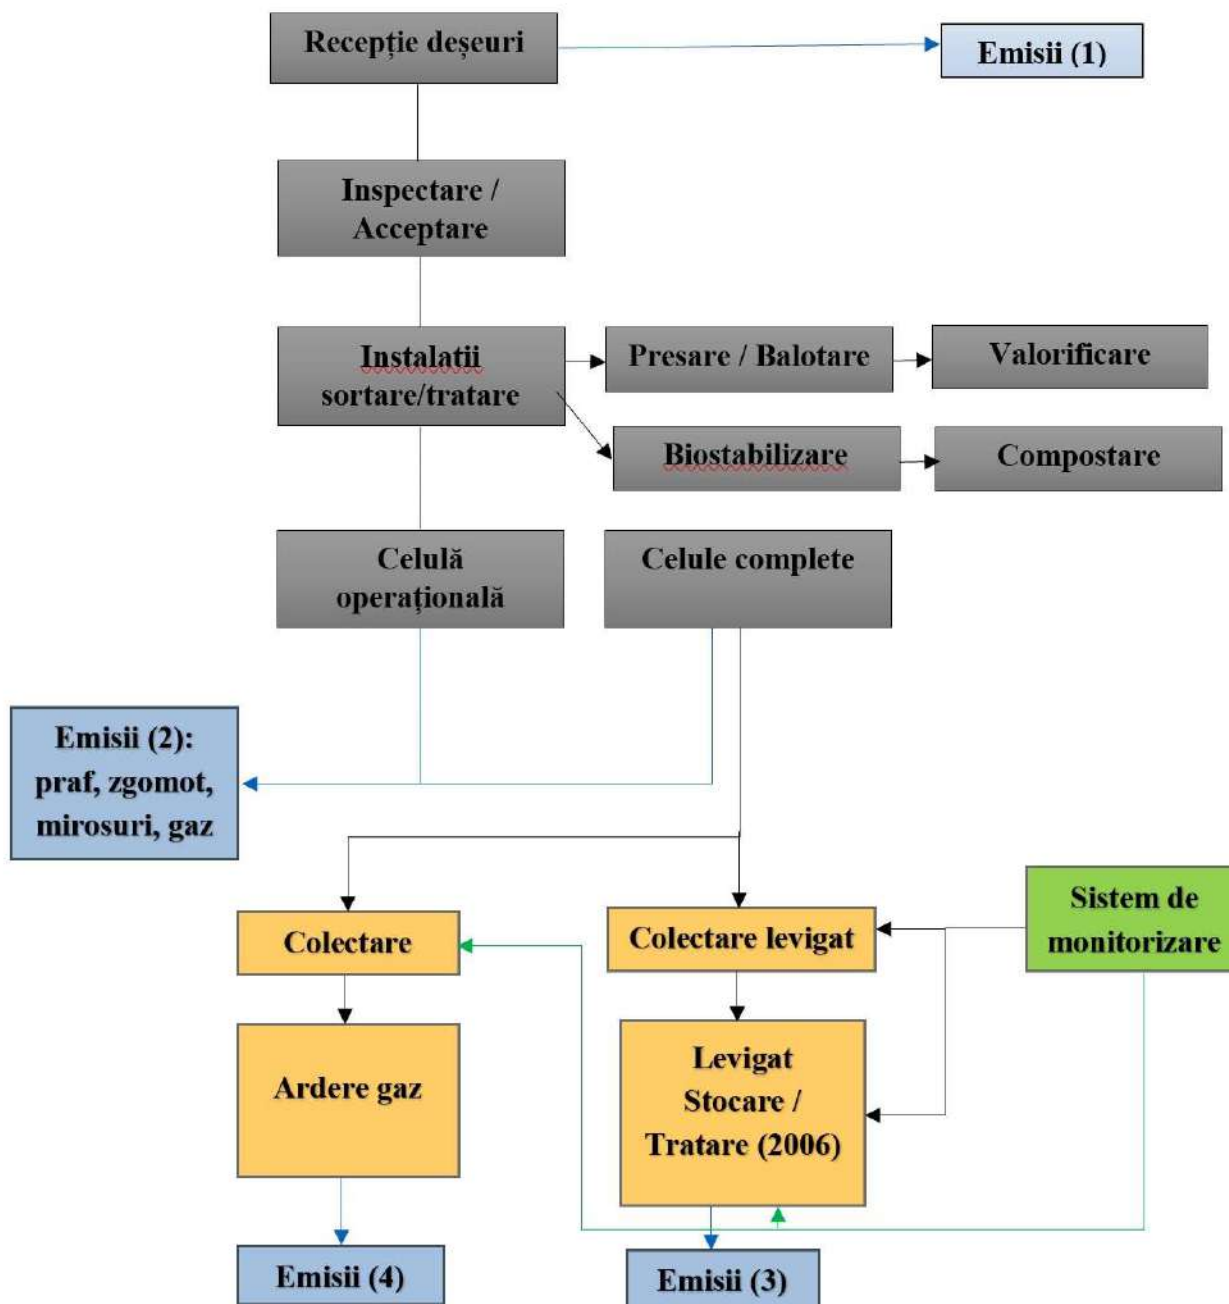 Recepție deșeuri
Emisii (1)
Inspectare /
Acceptare
Instalatii
sortare/tratare
Presare / Balotare
Valorificare
Biostabilizare
Compostare
Celulă
operațională
Celule complete
Emisii (2):
praf, zgomot,
mirosuri, gaz
Sistem de
monitorizare
Colectare
Colectare levigat
Ardere gaz
Levigat
Stocare /
Tratare (2006)
Emisii (4)
Emisii (3)